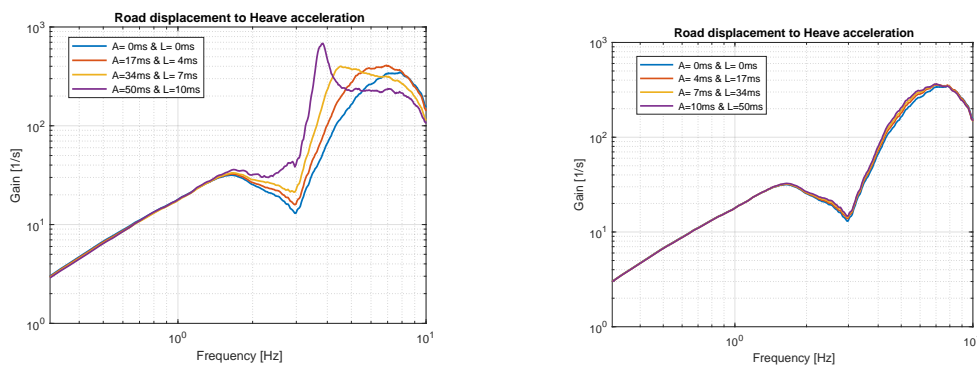 Road displacement to Heave acceleration
10^3
A= 0ms & L= 0ms
A=17ms & L= 4ms
A=34ms & L= 7ms
A=50ms & L=10ms
10^2
Gain [1/s]
10^1
10^0
10^0
10^1
Frequency [Hz]
Road displacement to Heave acceleration
10^3
A= 0ms & L= 0ms
A= 4ms & L=17ms
A= 7ms & L=34ms
A=10ms & L=50ms
10^2
Gain [1/s]
10^1
10^0
10^0
10
Frequency [Hz]